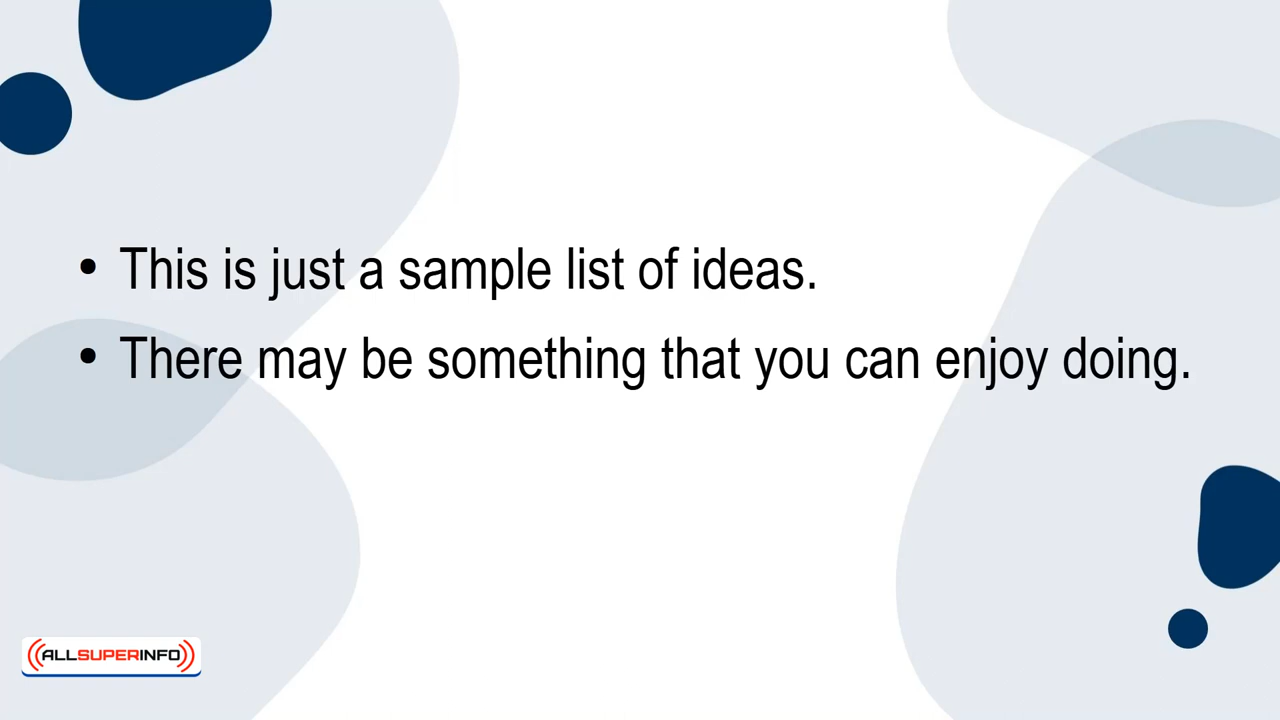 • This is just a sample list of ideas.
• There may be something that you can enjoy doing.
ALLSUPERINFO